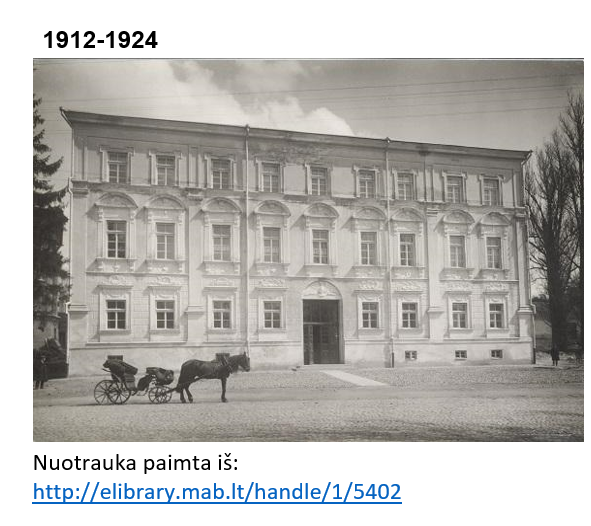 1912-1924
Nuotrauka paimta iš:
http://elibrary.mab.lt/handle/1/5402